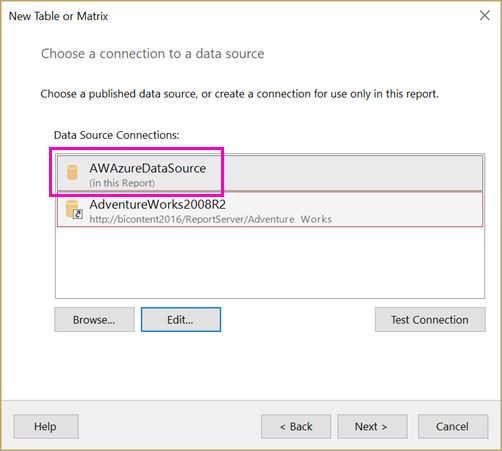 New Table or Matrix
Choose a connection to a data source
Choose a published data source, or create a connection for use only in this report.
Data Source Connections:
AWAzureDataSource
(in this Report)
AdventureWorks2008R2
http://bicontent2016/ReportServer/Adventure Works
Browse...
Edit...
Test Connection
Help
< Back
Next >
Cancel